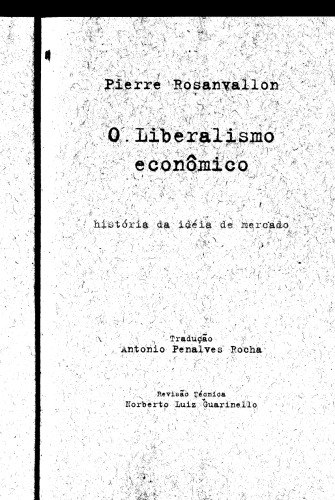 Pierre Rosanvallon
O Liberalismo
econômico
história da idéia de mercado
Tradução
Antonio Penalves Rocha
Revisão Técnica
Norberto Luiz Guarinello